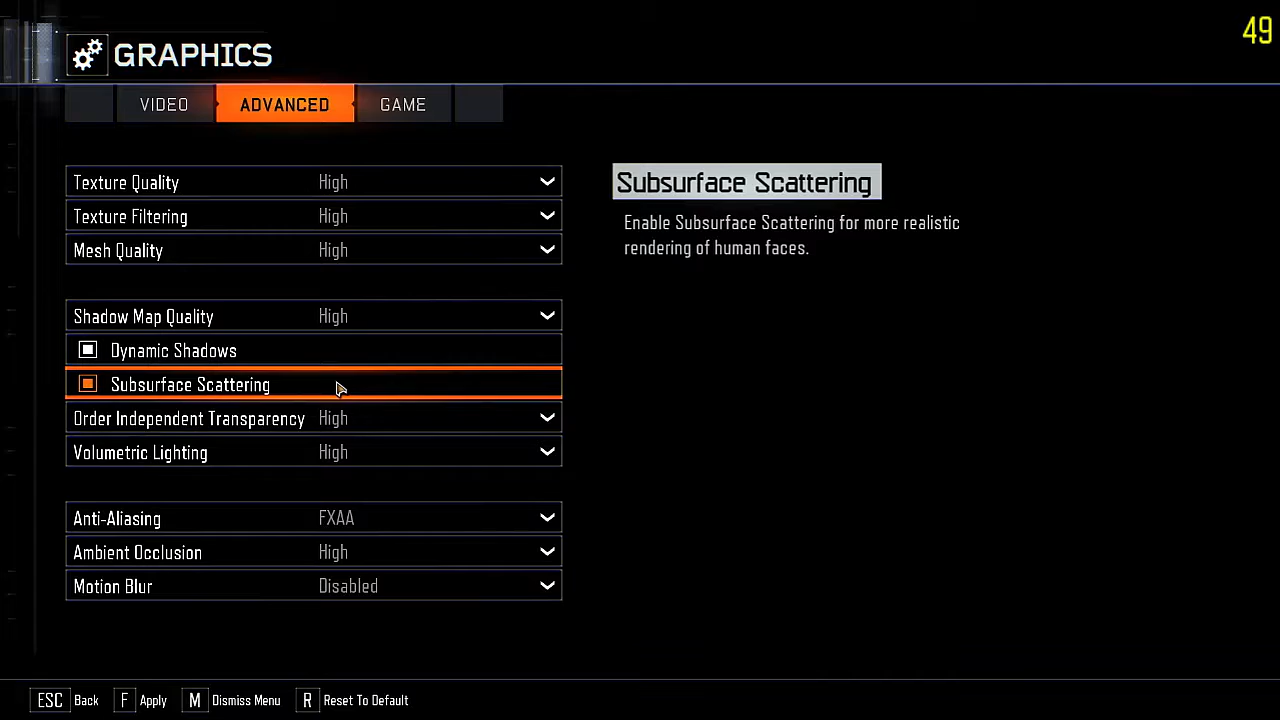 49
GRAPHICS
VIDEO ADVANCED GAME
Texture Quality High
Texture Filtering High
Mesh Quality High
Shadow Map Quality High
Dynamic Shadows
Subsurface Scattering
Order Independent Transparency High
Volumetric Lighting High
Anti-Aliasing FXAA
Ambient Occlusion High
Motion Blur Disabled
Subsurface Scattering
Enable Subsurface Scattering for more realistic
rendering of human faces.
ESC Back F Apply M Dismiss Menu R Reset To Default